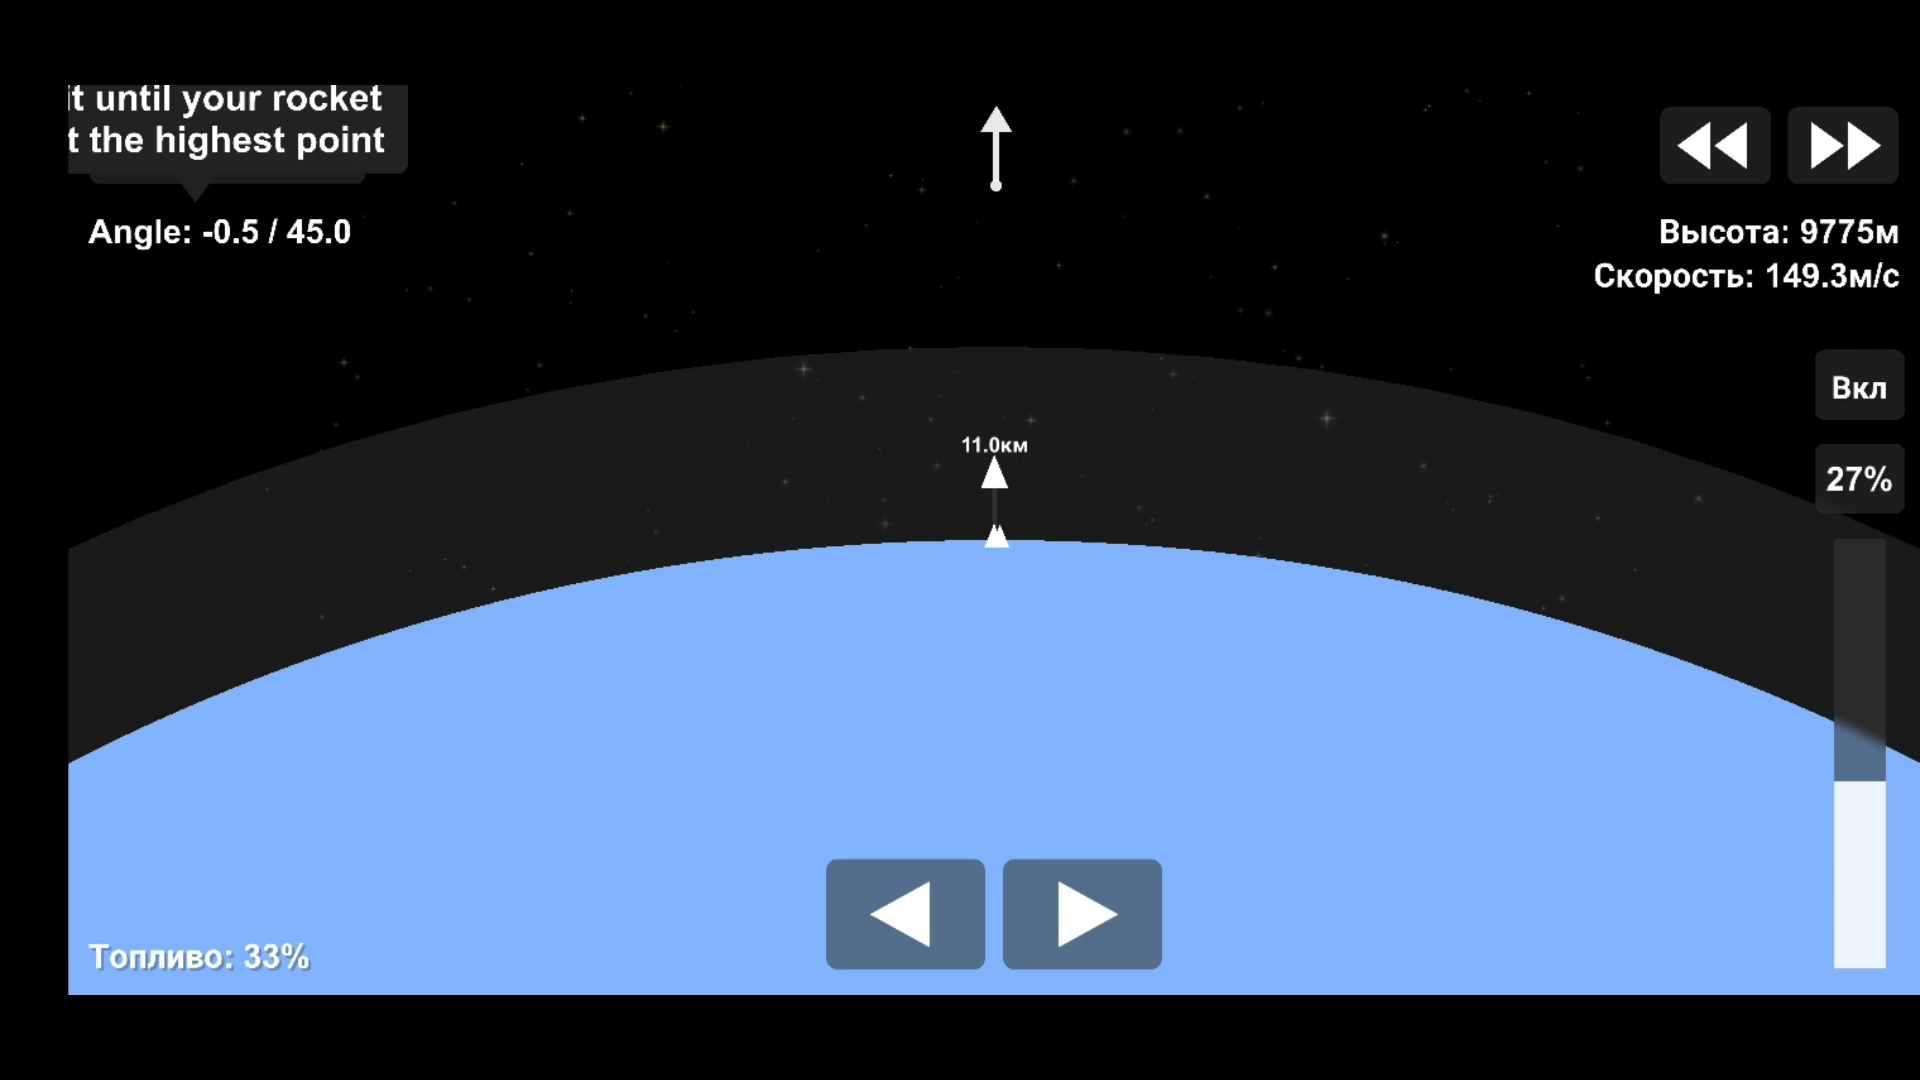 it until your rocket
t the highest point
Angle: -0.5 / 45.0
Высота: 9775м
Скорость: 149.3м/с
Вкл
11.0км
27%
Топливо: 33%